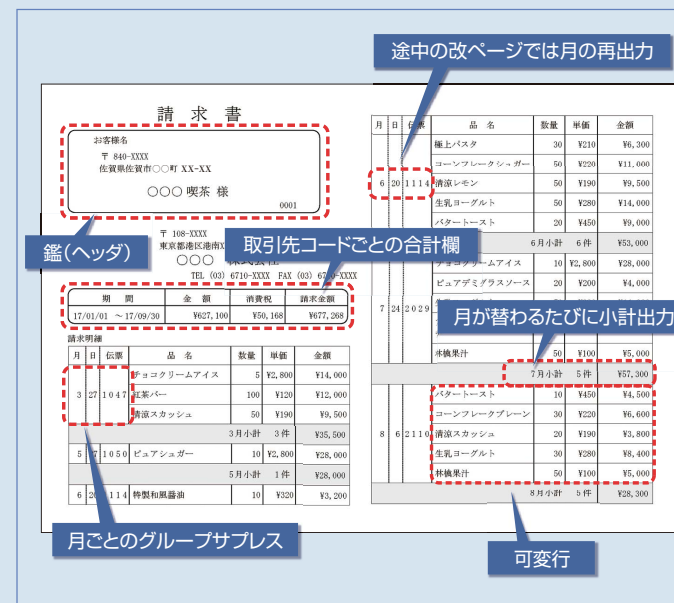 途中の改ページでは月の再出力
請求書
お客様名
〒 840-XXXX
佐賀県佐賀市○○町 XX-XX
○○○ 喫茶 様
0001
鑑(ヘッダ)
〒 108-XXXX
東京都港区港南X
取引先コードごとの合計欄
○○○
TEL (03) 6710-XXXX FAX (03) 67 0-XXXX
期 間 金 額 消費税 請求金額
17/01/01 ~17/09/30 ¥627,100 ¥50,168 ¥677,268
請求明細
月 日 伝票 品 名 数量 単価 金額
チョコクリームアイス 5 ¥2,800 ¥14,000
3 27 1047 紅茶バー 100 ¥120 ¥12,000
清涼スカッシュ 50 ¥190 ¥9,500
3月小計 3件 ¥35,500
5 7 1050 ピュアシュガー 10 ¥2,800 ¥28,000
5月小計 1件 ¥28,000
6 2 114 特製和風醤油 10 ¥320 ¥3,200
月ごとのグループサプレス
月 日 伝票 品 名 数量 単価 金額
極上パスタ 30 ¥210 ¥6,300
コーンフレークシュガー 50 ¥220 ¥11,000
6 20 1114 清涼レモン 50 ¥190 ¥9,500
生乳ヨーグルト 50 ¥280 ¥14,000
バタートースト 20 ¥450 ¥9,000
6月小計 6件 ¥53,000
チョコクリームアイス 10 ¥2,800 ¥28,000
ピュアデミグラスソース 20 ¥200 ¥4,000
7 24 2029
月が替わるたびに小計出力
林檎果汁 50 ¥100 ¥5,000
7月小計 5件 ¥57,300
バタートースト 10 ¥450 ¥4,500
コーンフレークプレーン 30 ¥220 ¥6,600
8 6 2110 清涼スカッシュ 20 ¥190 ¥3,800
生乳ヨーグルト 30 ¥280 ¥8,400
林檎果汁 50 ¥100 ¥5,000
8月小計 5件 ¥28,300
可変行